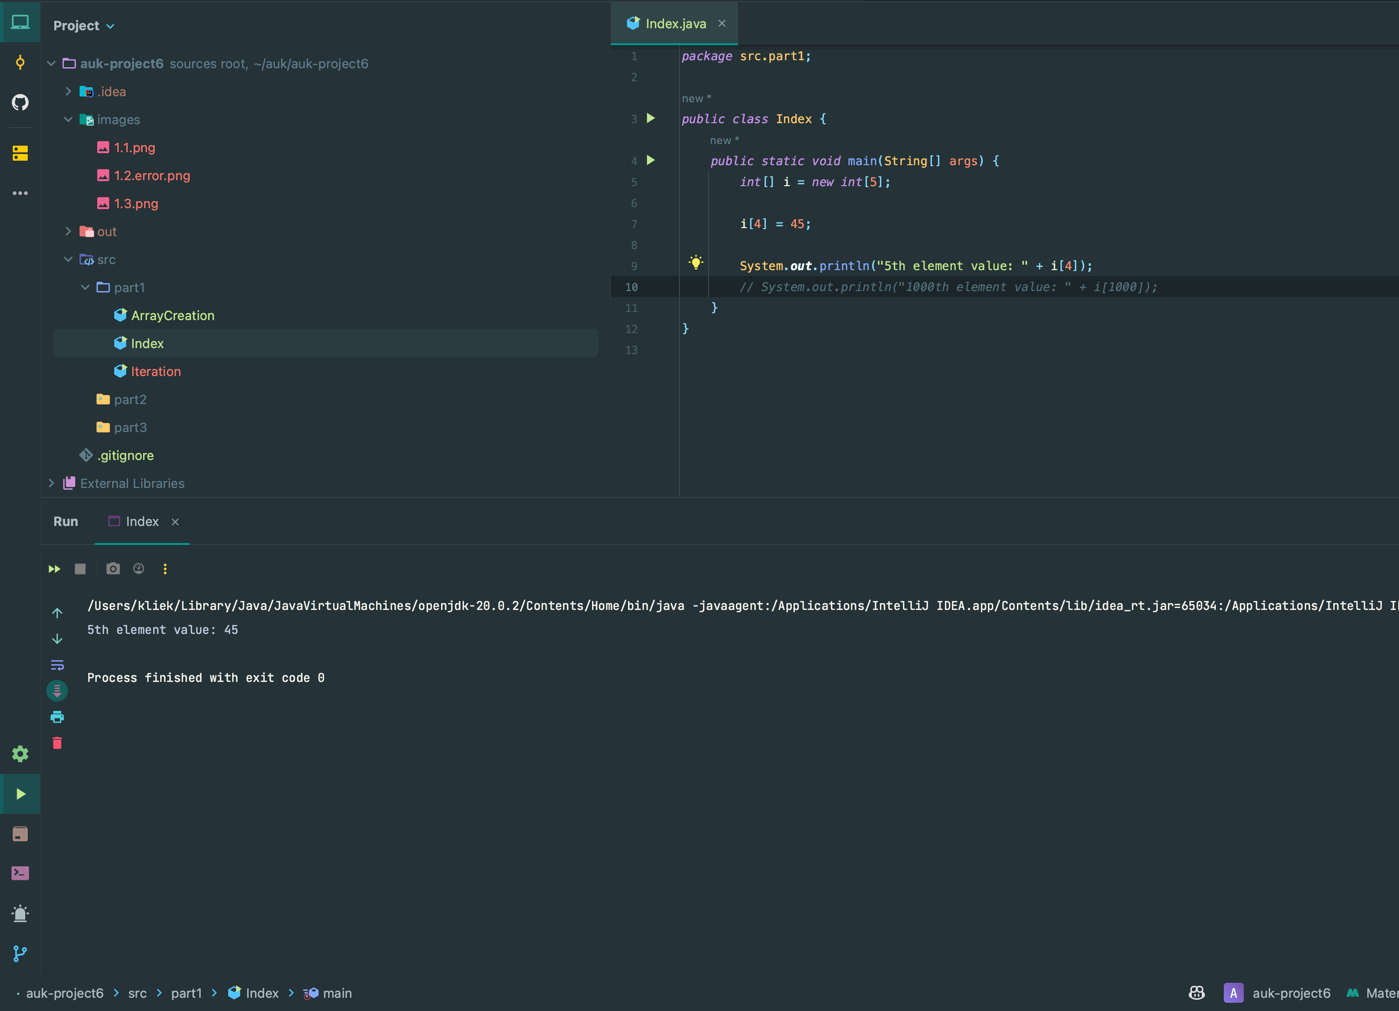 Project
auk-project6 sources root, ~/auk/auk-project6
.idea
images
1.1.png
1.2.error.png
1.3.png
out
src
part1
ArrayCreation
Index
Iteration
part2
part3
.gitignore
External Libraries
Index.java
1 package src.part1;
2
new *
3 public class Index {
new *
4 public static void main(String[] args) {
5 int[] i = new int[5];
6
7 i[4] = 45;
8
9 System.out.println("5th element value: " + i[4]);
10 // System.out.println("1000th element value: " + i[1000]);
11 }
12 }
13
Run Index
/Users/kliek/Library/Java/JavaVirtualMachines/openjdk-20.0.2/Contents/Home/bin/java -javaagent:/Applications/IntelliJ IDEA.app/Contents/lib/idea_rt.jar=65034:/Applications/IntelliJ
5th element value: 45
Process finished with exit code 0
auk-project6 > src > part1 > Index > main
A auk-project6 Mater